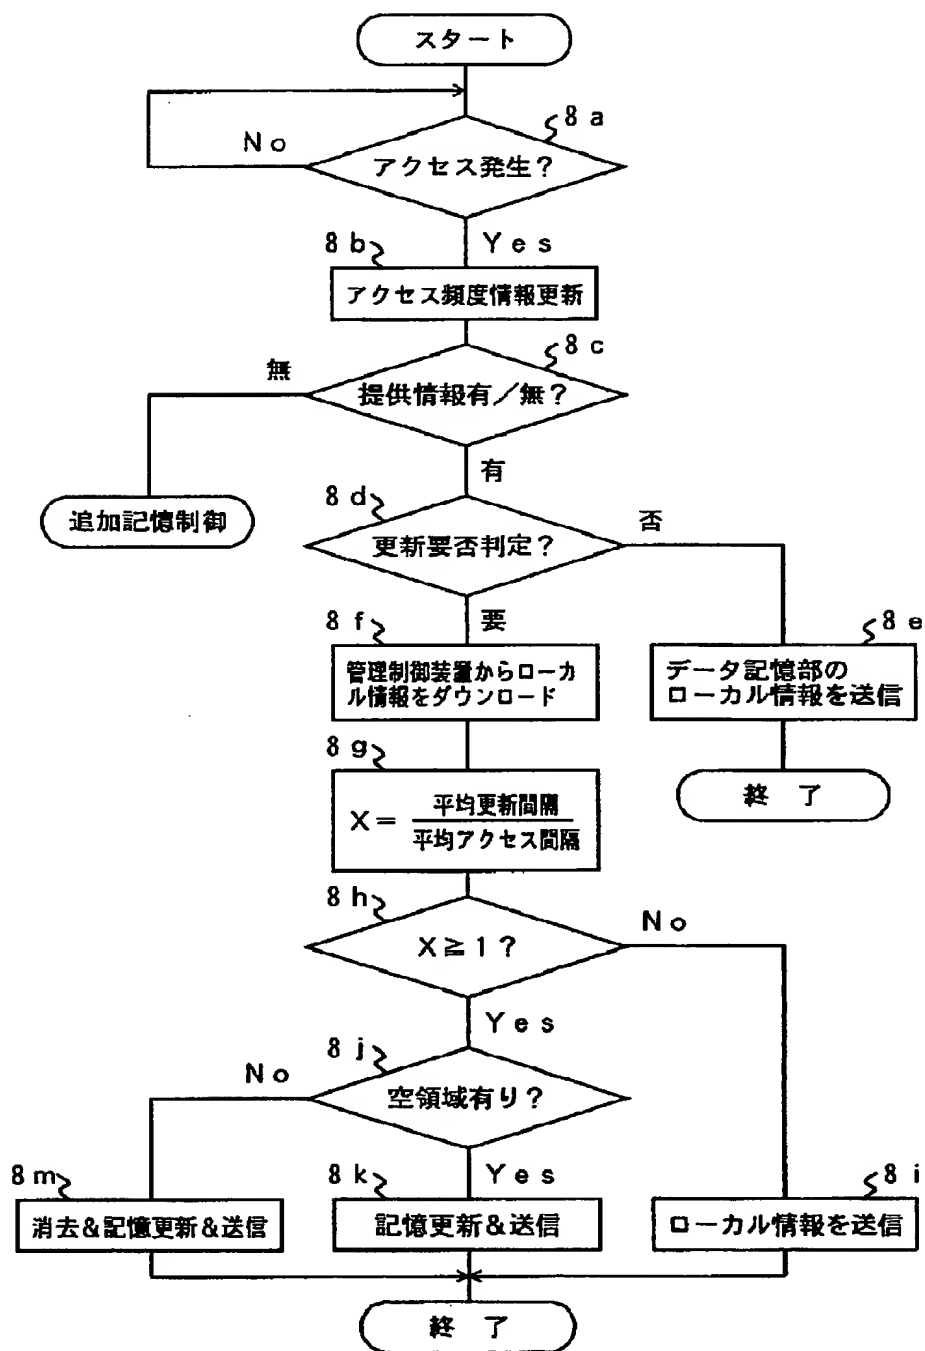 スタート
8a
No
アクセス発生?
8b
Yes
アクセス頻度情報更新
8c
無
提供情報有/無?
有
8d
追加記憶制御
否
更新要否判定?
8f
要
8e
管理制御装置からローカ
ル情報をダウンロード
データ記憶部の
ローカル情報を送信
8g
X=平均更新間隔
平均アクセス間隔
終 了
8h
No
X≧1?
Yes
8j
No
空領域有り?
8m
8k
Yes
8i
消去&記憶更新&送信
記憶更新&送信
ローカル情報を送信
終 了